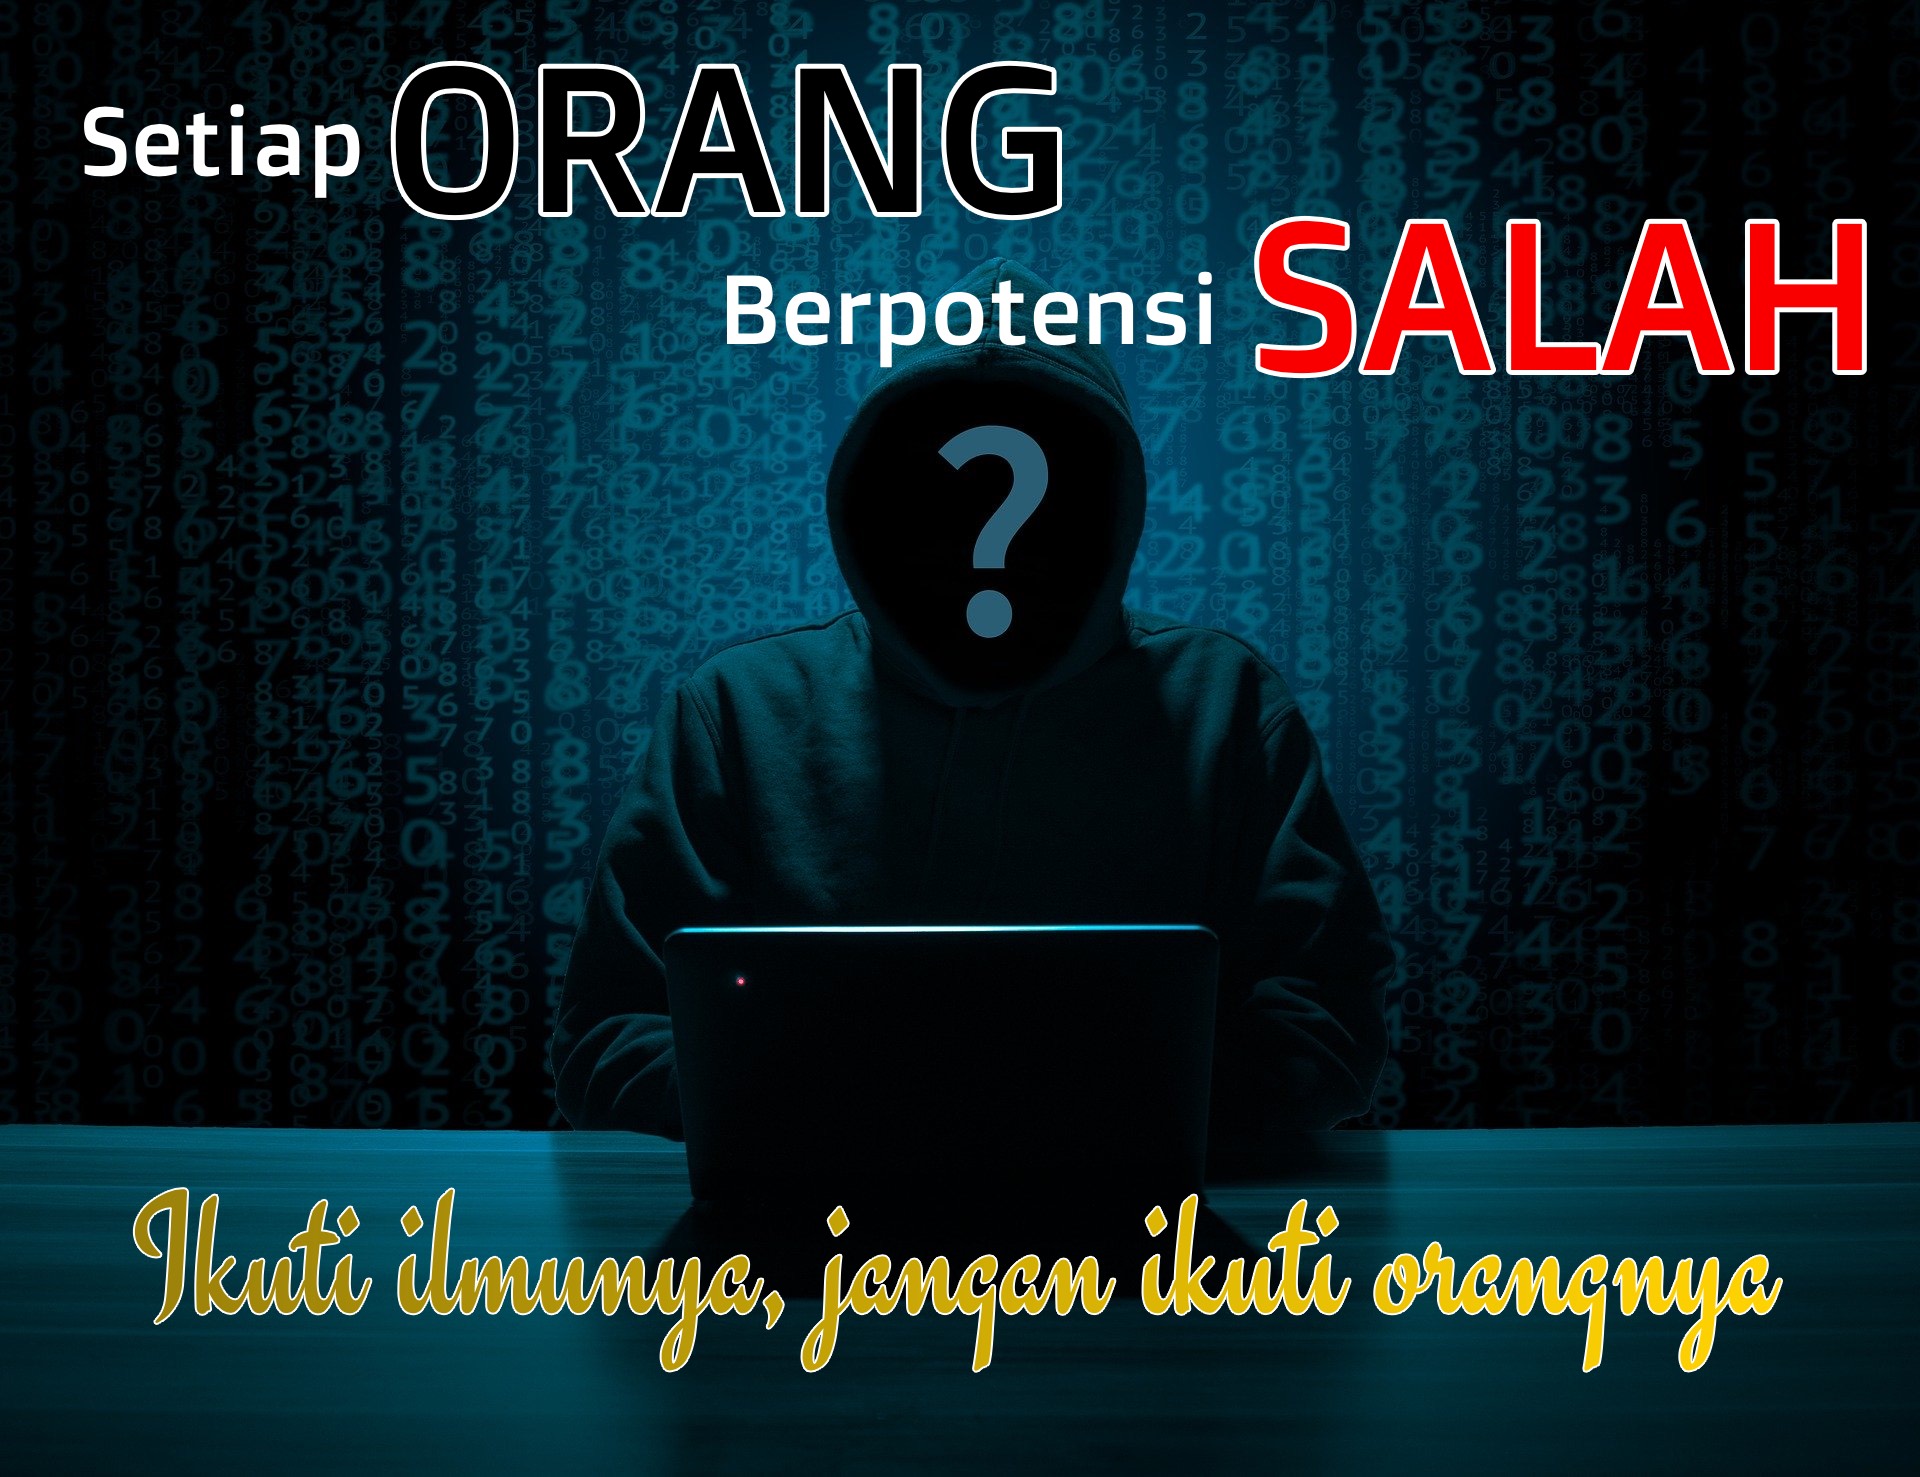 Setiap ORANG
Berpotensi SALAH
?
Ikuti ilmunya, jangan ikuti orangnya